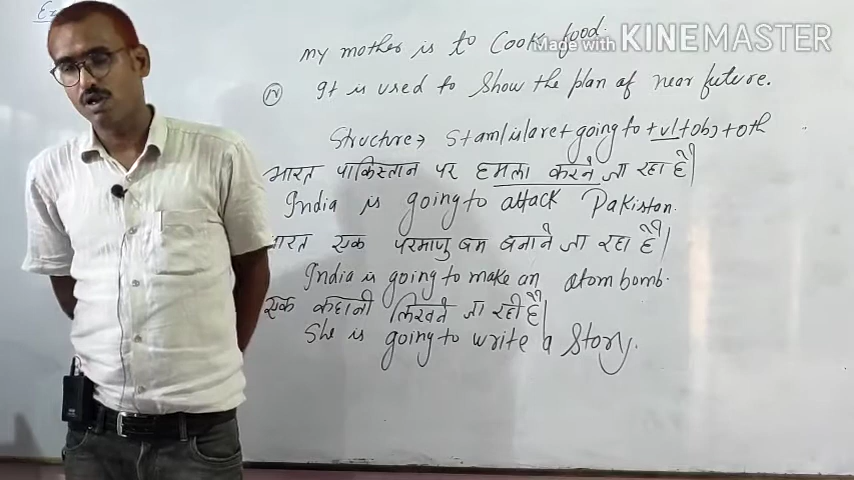 Ex
my mother is to cook food.
Made with KINEMASTER
(IV) It is used to show the plan of near future.
Structure → S+am/is/are+going to+v1+obj+oth
भारत पाकिस्तान पर हमला करने जा रहा है|
India is going to attack Pakistan.
भारत एक परमाणु बम बनाने जा रहा है|
India is going to make an atom bomb.
एक कहानी लिखने जा रही है|
She is going to write a story.